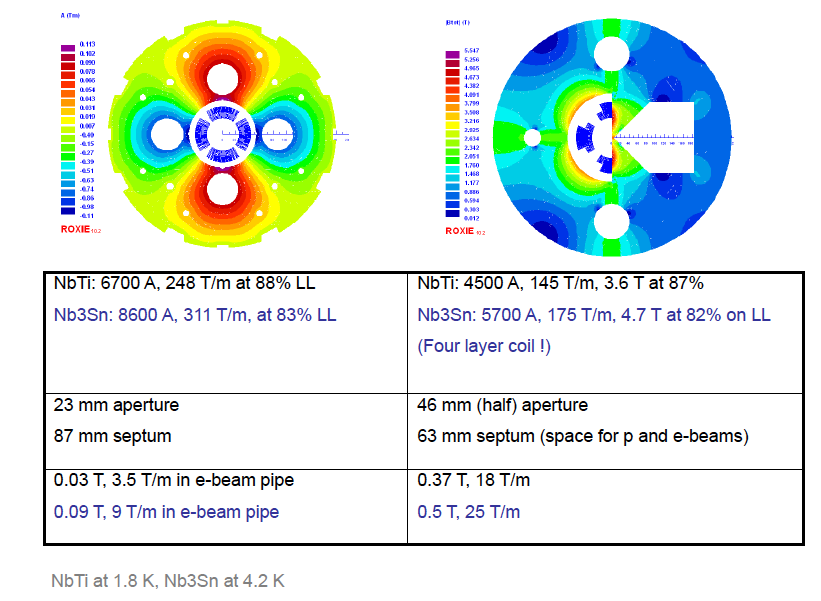 A (Tm)
0.113
0.102
0.090
0.078
0.066
0.054
0.043
0.031
0.019
0.007
-0.40
-0.15
-0.27
-0.39
-0.51
-0.63
-0.74
-0.86
-0.98
-0.11
ROXIE 10.2
|Btot| (T)
5.547
5.256
4.965
4.673
4.382
4.091
3.799
3.508
3.216
2.925
2.634
2.342
2.051
1.760
1.468
1.177
0.886
0.594
0.303
0.012
ROXIE 10.2
NbTi: 6700 A, 248 T/m at 88% LL
Nb3Sn: 8600 A, 311 T/m, at 83% LL
NbTi: 4500 A, 145 T/m, 3.6 T at 87%
Nb3Sn: 5700 A, 175 T/m, 4.7 T at 82% on LL
(Four layer coil !)
23 mm aperture
87 mm septum
46 mm (half) aperture
63 mm septum (space for p and e-beams)
0.03 T, 3.5 T/m in e-beam pipe
0.09 T, 9 T/m in e-beam pipe
0.37 T, 18 T/m
0.5 T, 25 T/m
NbTi at 1.8 K, Nb3Sn at 4.2 K